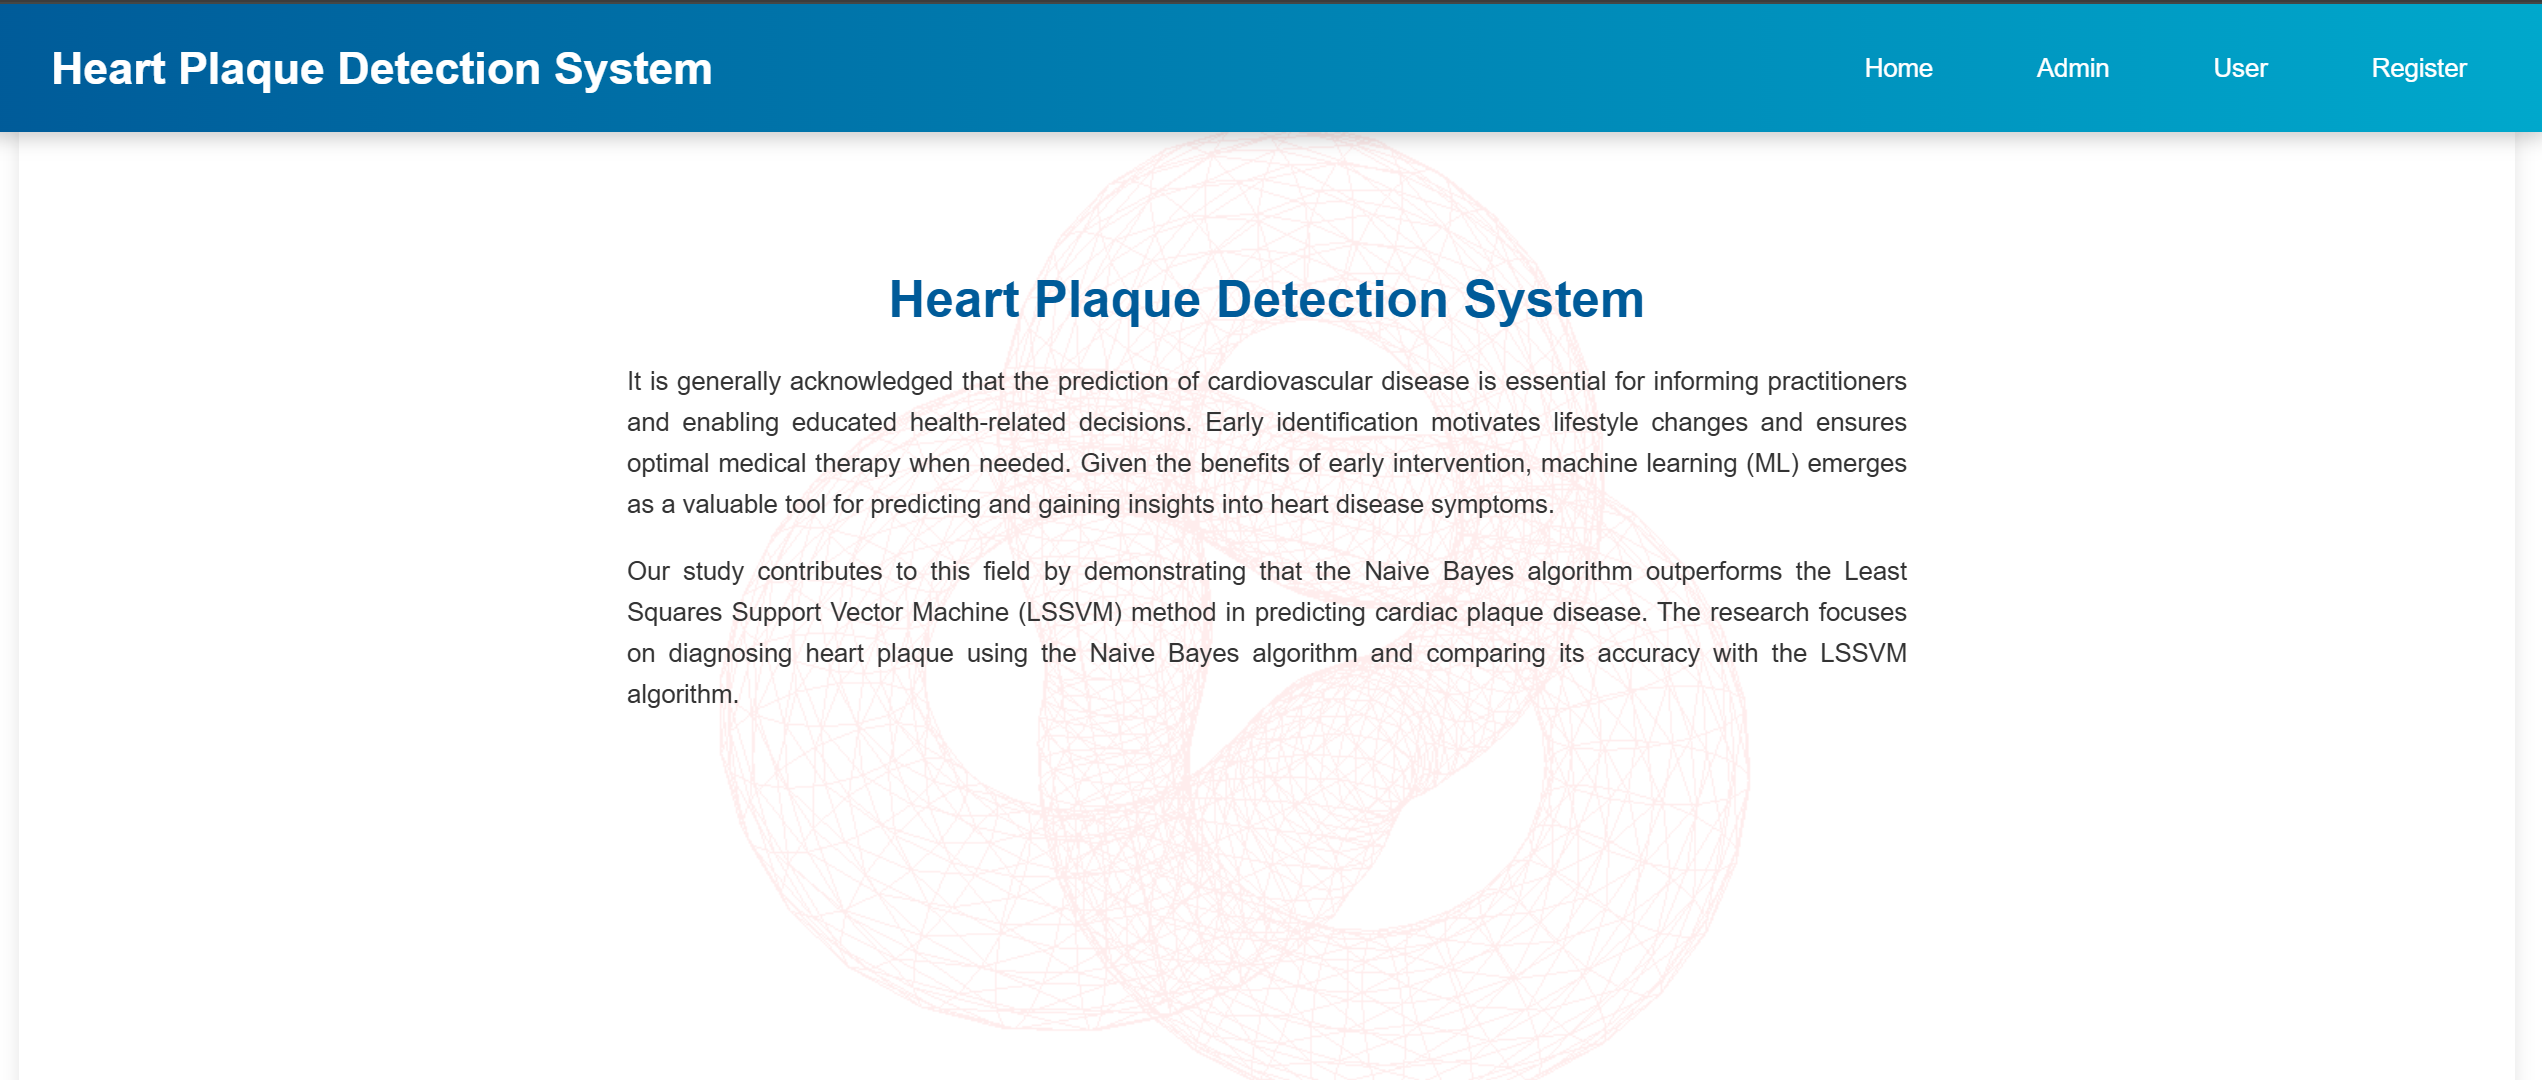 Heart Plaque Detection System
Home Admin User Register
Heart Plaque Detection System
It is generally acknowledged that the prediction of cardiovascular disease is essential for informing practitioners
and enabling educated health-related decisions. Early identification motivates lifestyle changes and ensures
optimal medical therapy when needed. Given the benefits of early intervention, machine learning (ML) emerges
as a valuable tool for predicting and gaining insights into heart disease symptoms.
Our study contributes to this field by demonstrating that the Naive Bayes algorithm outperforms the Least
Squares Support Vector Machine (LSSVM) method in predicting cardiac plaque disease. The research focuses
on diagnosing heart plaque using the Naive Bayes algorithm and comparing its accuracy with the LSSVM
algorithm.